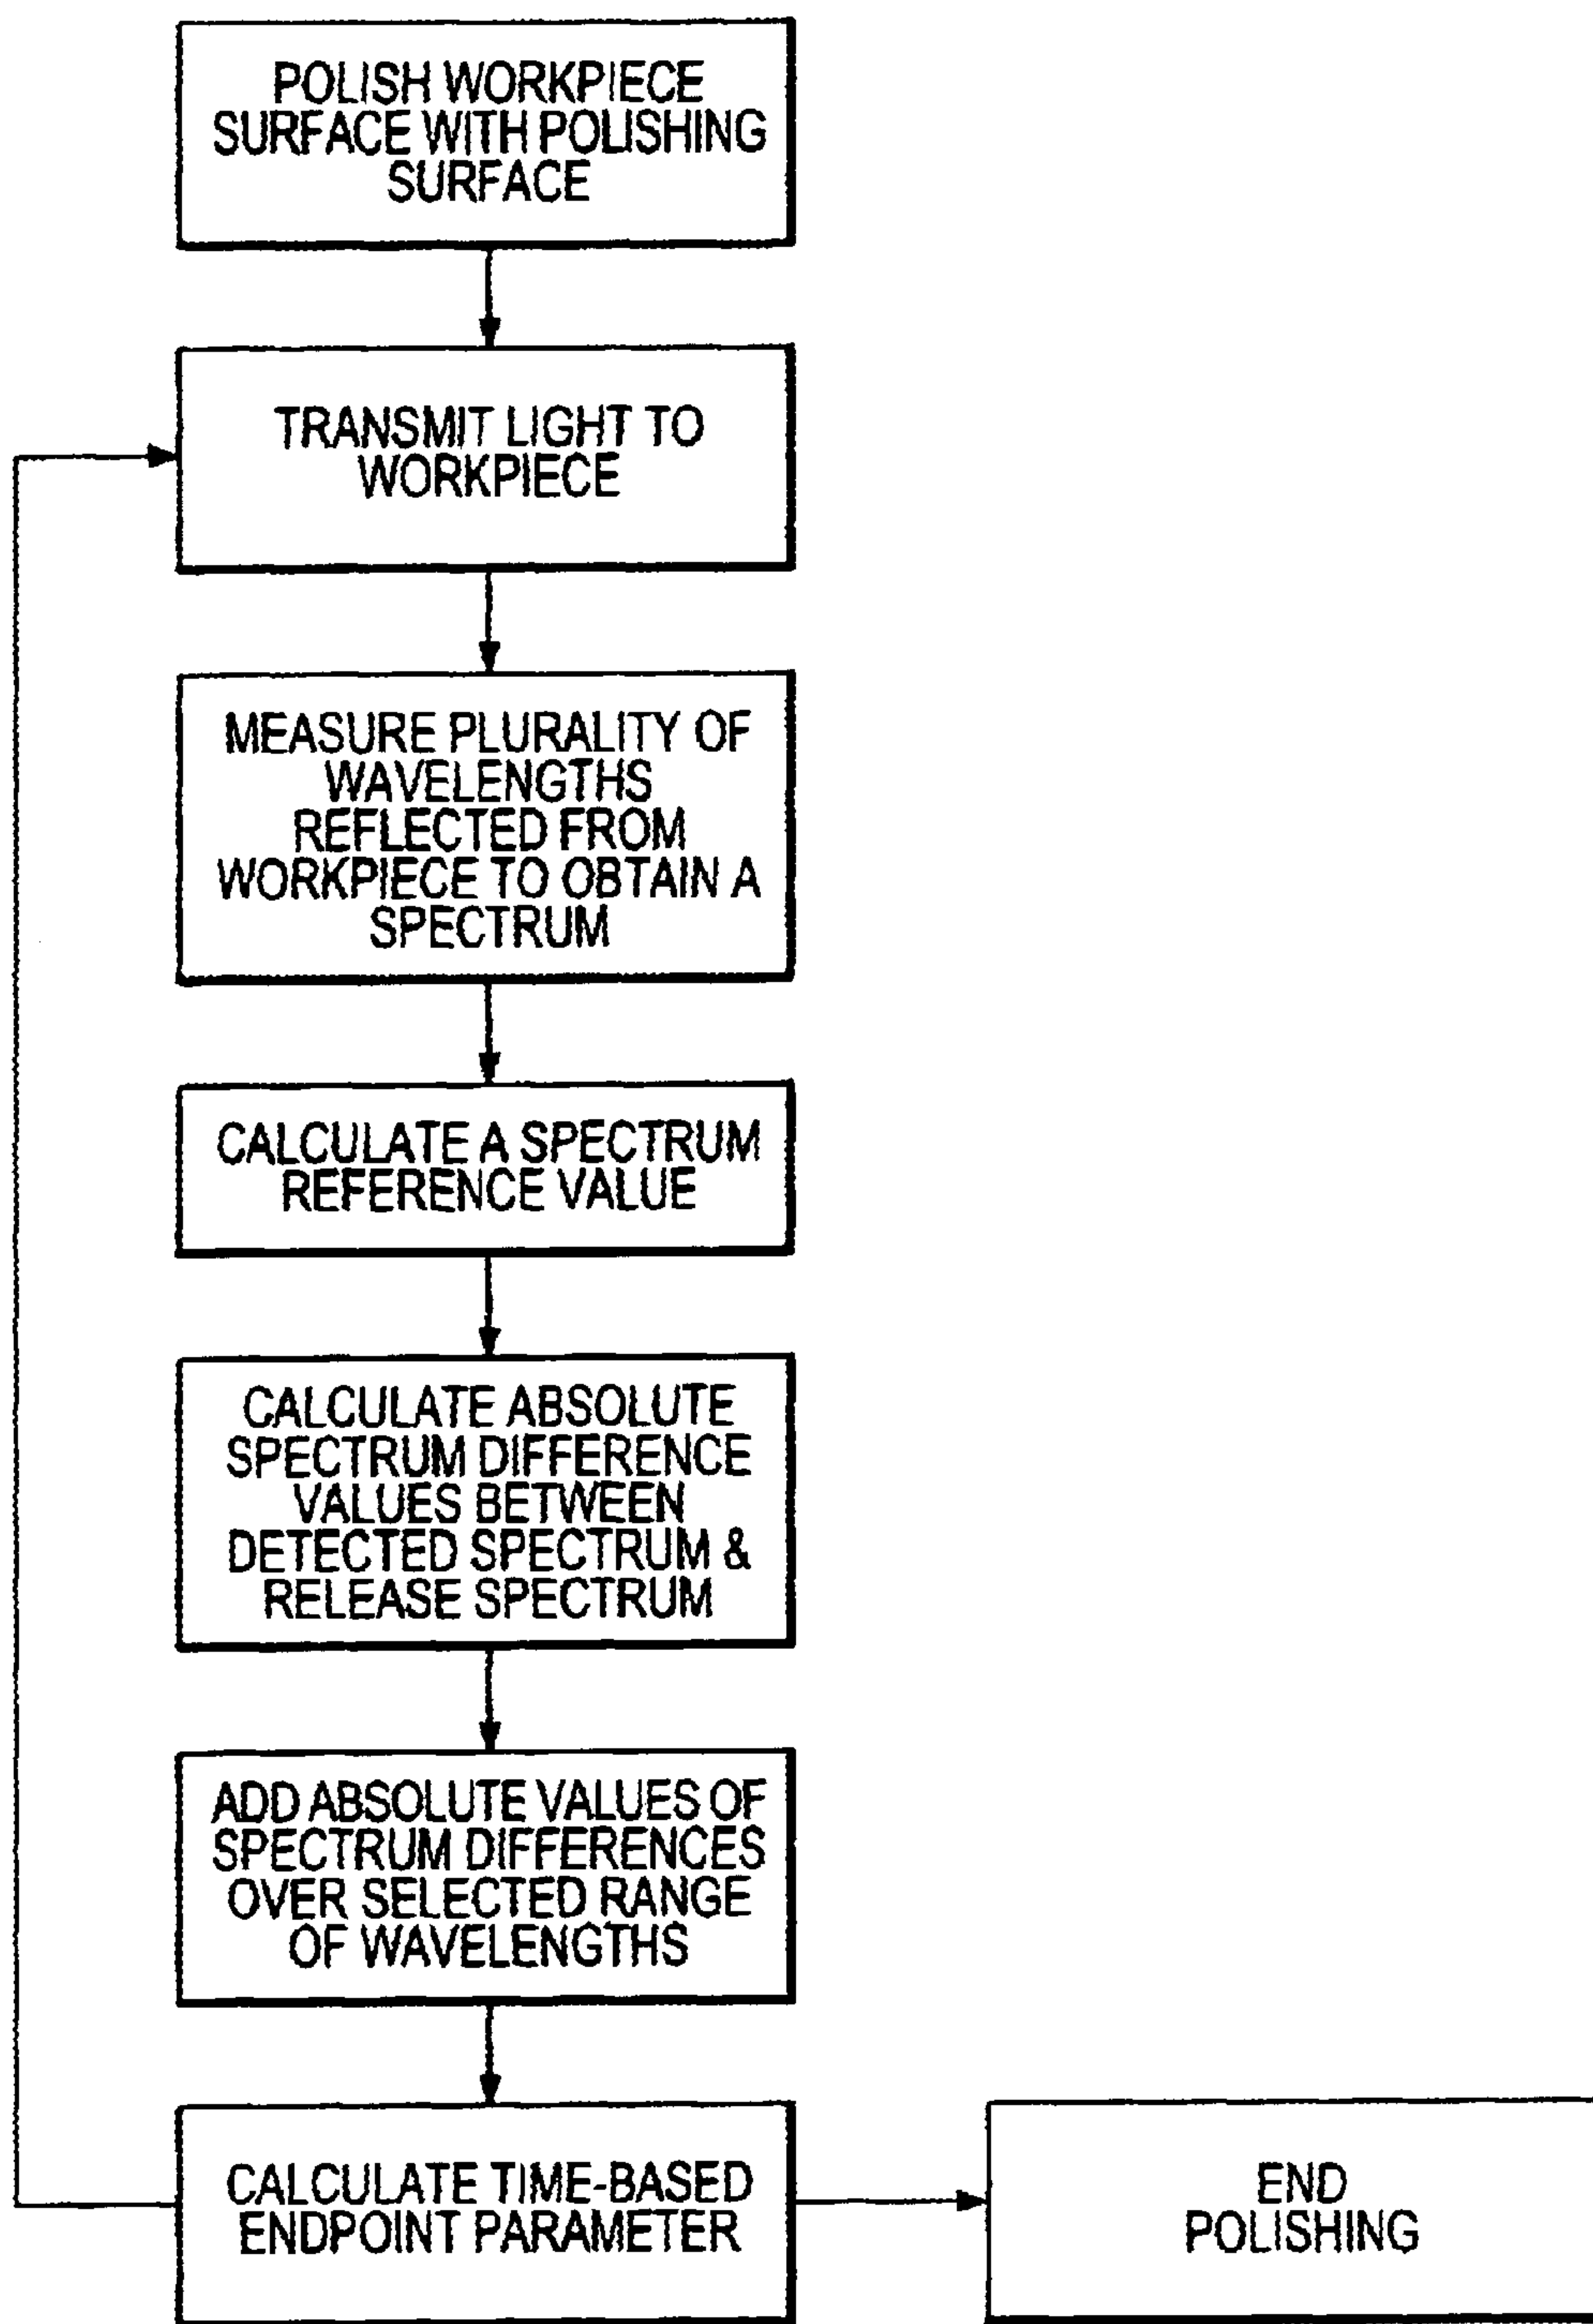 POLISH WORKPIECE
SURFACE WITH POLISHING
SURFACE
TRANSMIT LIGHT TO
WORKPIECE
MEASURE PLURALITY OF
WAVELENGTHS
REFLECTED FROM
WORKPIECE TO OBTAIN A
SPECTRUM
CALCULATE A SPECTRUM
REFERENCE VALUE
CALCULATE ABSOLUTE
SPECTRUM DIFFERENCE
VALUES BETWEEN
DETECTED SPECTRUM &
RELEASE SPECTRUM
ADD ABSOLUTE VALUES OF
SPECTRUM DIFFERENCES
OVER SELECTED RANGE
OF WAVELENGTHS
CALCULATE TIME-BASED
ENDPOINT PARAMETER
END
POLISHING